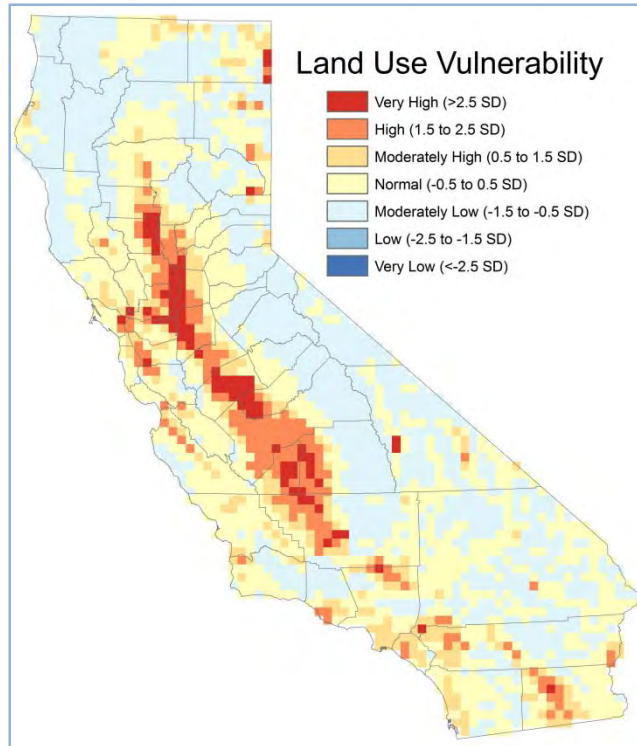 Land Use Vulnerability
Very High (>2.5 SD)
High (1.5 to 2.5 SD)
Moderately High (0.5 to 1.5 SD)
Normal (-0.5 to 0.5 SD)
Moderately Low (-1.5 to -0.5 SD)
Low (-2.5 to -1.5 SD)
Very Low (<-2.5 SD)